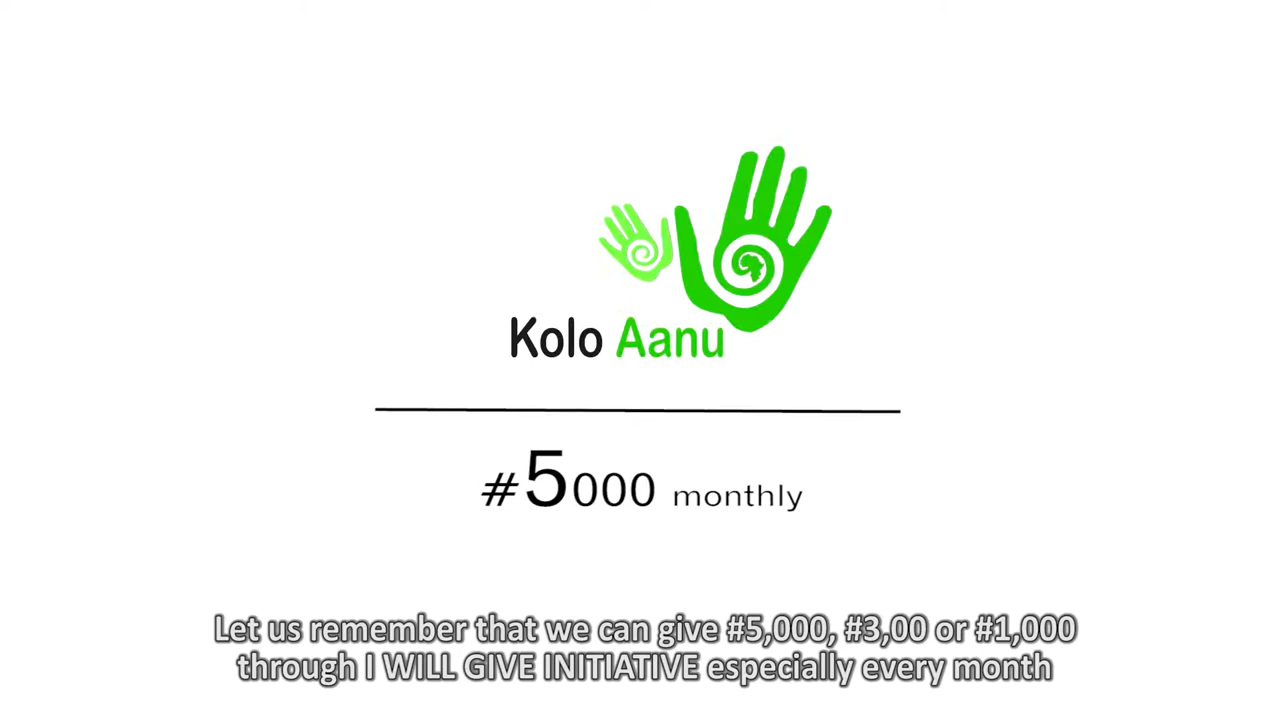 Kolo Aanu
#5000 monthly
Let us remember that we can give #5,000, #3,00 or #1,000
through I WILL GIVE INITIATIVE especially every month